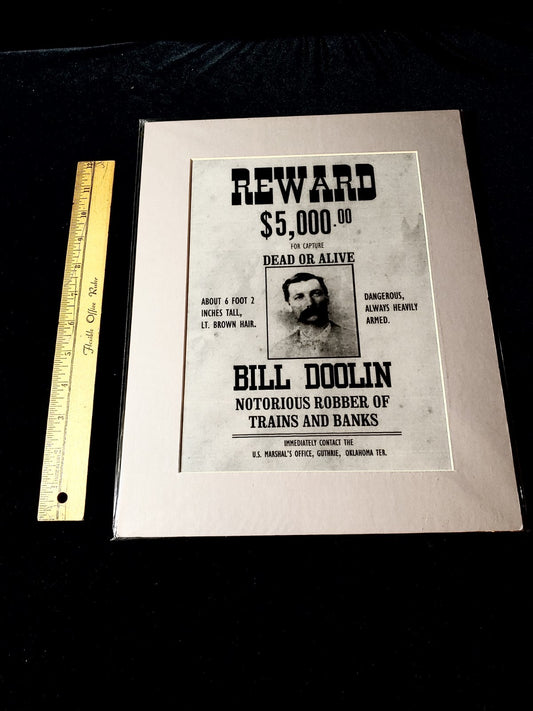 REWARD
$5,000.00
FOR CAPTURE
DEAD OR ALIVE
ABOUT 6 FOOT 2
INCHES TALL,
LT. BROWN HAIR.
DANGEROUS,
ALWAYS HEAVILY
ARMED.
BILL DOOLIN
NOTORIOUS ROBBER OF
TRAINS AND BANKS
IMMEDIATELY CONTACT THE
U.S. MARSHAL'S OFFICE, GUTHRIE, OKLAHOMA TER.
Flexible Office Ruler